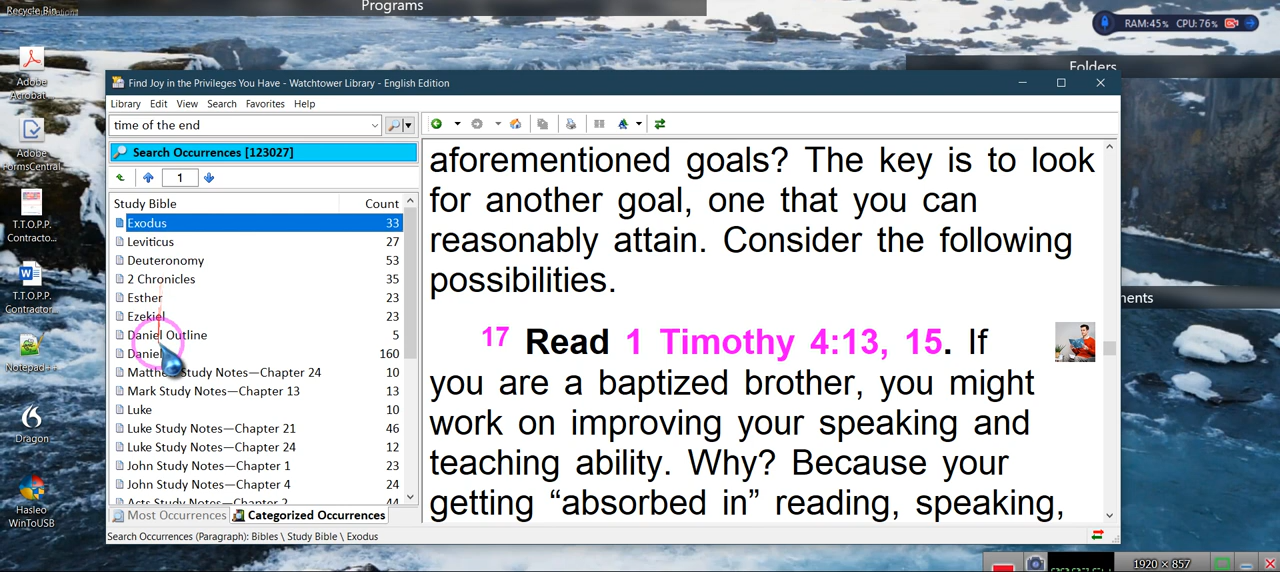 Recycle Bin
Programs
RAM:45% CPU:76%
Folders
Adobe
Acrobat...
Adobe
FormsCentral
T.T.O.P.P.
Contracto...
T.T.O.P.P.
Contractor...
Notepad++
Dragon
Hasleo
WinToUSB
Find Joy in the Privileges You Have - Watchtower Library - English Edition
Library Edit View Search Favorites Help
time of the end
Search Occurrences [123027]
1
Study Bible Count
Exodus 33
Leviticus 27
Deuteronomy 53
2 Chronicles 35
Esther 23
Ezekiel 23
Daniel Outline 5
Daniel 160
Matthew Study Notes—Chapter 24 10
Mark Study Notes—Chapter 13 13
Luke 10
Luke Study Notes—Chapter 21 46
Luke Study Notes—Chapter 24 12
John Study Notes—Chapter 1 23
John Study Notes—Chapter 4 24
Acts Study Notes—Chapter 2 44
Most Occurrences Categorized Occurrences
Search Occurrences (Paragraph): Bibles \ Study Bible \ Exodus
aforementioned goals? The key is to look
for another goal, one that you can
reasonably attain. Consider the following
possibilities.
17 Read 1 Timothy 4:13, 15. If
you are a baptized brother, you might
work on improving your speaking and
teaching ability. Why? Because your
getting “absorbed in” reading, speaking,
ments
1920 × 857